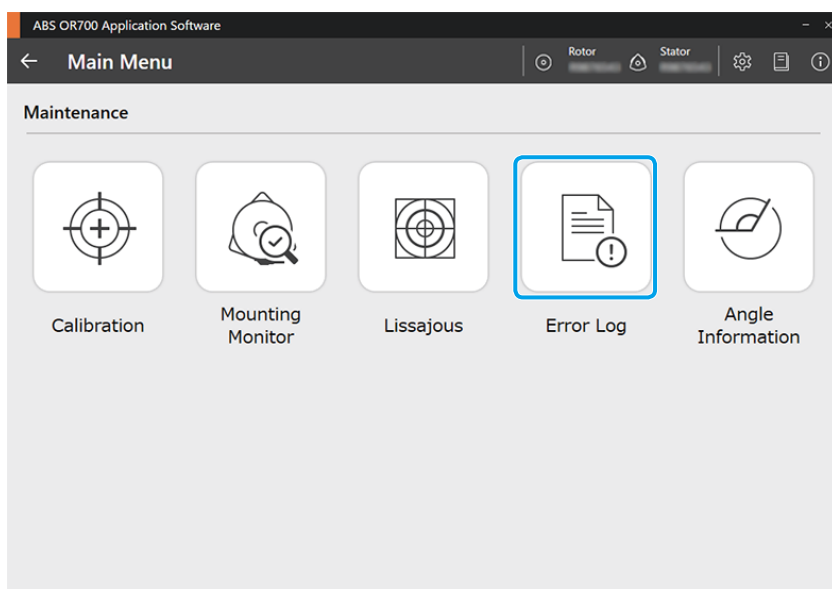 ABS OR700 Application Software
Main Menu
Rotor
Stator
Maintenance
Calibration
Mounting
Monitor
Lissajous
Error Log
Angle
Information